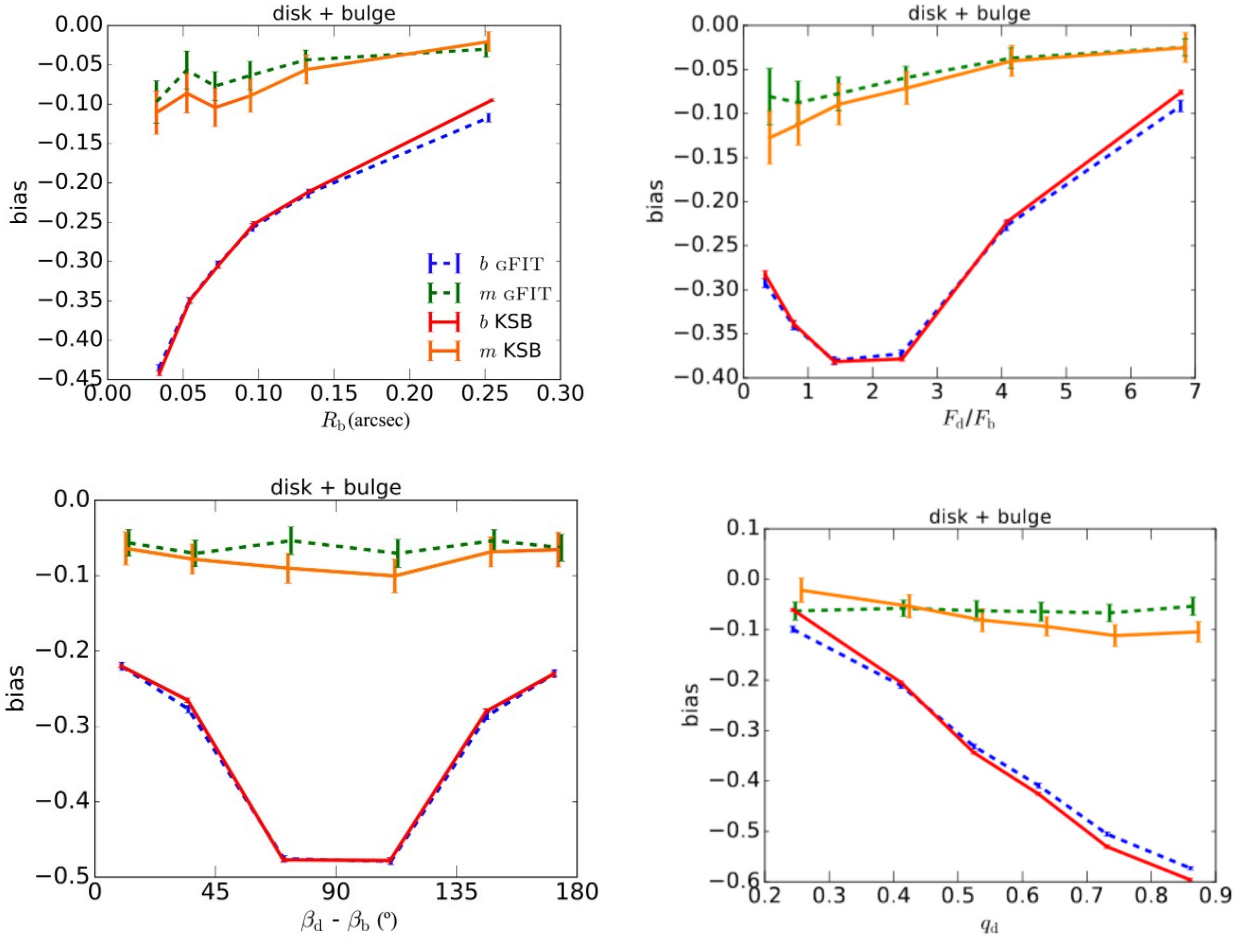 disk + bulge
0.00
−0.05
−0.10
−0.15
−0.20
−0.25
−0.30
−0.35
−0.40
−0.45
bias
0.00 0.05 0.10 0.15 0.20 0.25 0.30
R_b (arcsec)
b GFIT
m GFIT
b KSB
m KSB
disk + bulge
0.00
−0.05
−0.10
−0.15
−0.20
−0.25
−0.30
−0.35
−0.40
bias
0 1 2 3 4 5 6 7
F_d/F_b
disk + bulge
0.0
−0.1
−0.2
−0.3
−0.4
−0.5
bias
0 45 90 135 180
β_d - β_b (º)
disk + bulge
0.1
0.0
−0.1
−0.2
−0.3
−0.4
−0.5
−0.6
bias
0.2 0.3 0.4 0.5 0.6 0.7 0.8 0.9
q_d